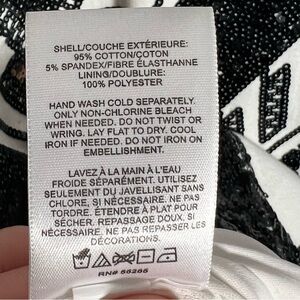 SHELL/COUCHE EXTÉRIEURE:
95% COTTON/COTON
5% SPANDEX/FIBRE ÉLASTHANNE
LINING/DOUBLURE:
100% POLYESTER
HAND WASH COLD SEPARATELY.
ONLY NON-CHLORINE BLEACH
WHEN NEEDED. DO NOT TWIST OR
WRING. LAY FLAT TO DRY. COOL
IRON IF NEEDED. DO NOT IRON ON
EMBELLISHMENT.
LAVEZ À LA MAIN À L'EAU
FROIDE SÉPARÉMENT. UTILISEZ
SEULEMENT DU JAVELLISANT SANS
CHLORE, SI NÉCESSAIRE. NE PAS
TORDRE. ÉTENDRE À PLAT POUR
SÉCHER. REPASSAGE DOUX, SI
NÉCESSAIRE. NE PAS REPASSER LES
DÉCORATIONS.
RN# 66265